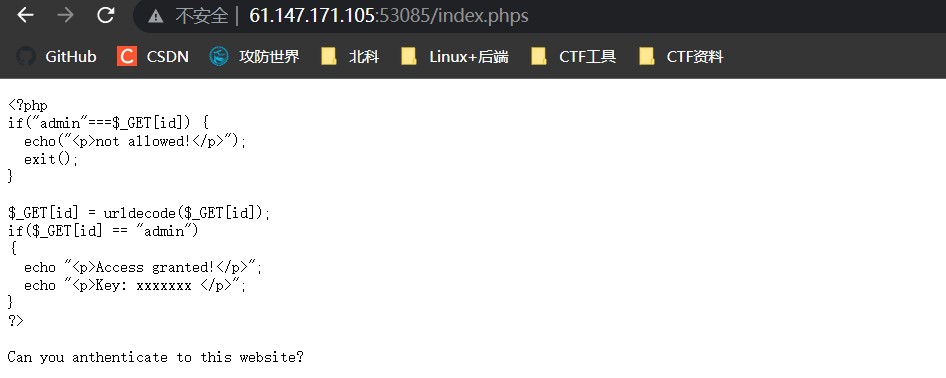 不安全 | 61.147.171.105:53085/index.phps
GitHub CSDN 攻防世界 北科 Linux+后端 CTF工具 CTF资料
<?php
if("admin"===$_GET[id]) {
  echo("<p>not allowed!</p>");
  exit();
}

$_GET[id] = urldecode($_GET[id]);
if($_GET[id] == "admin")
{
  echo "<p>Access granted!</p>";
  echo "<p>Key: xxxxxxx </p>";
}
?>

Can you anthenticate to this website?